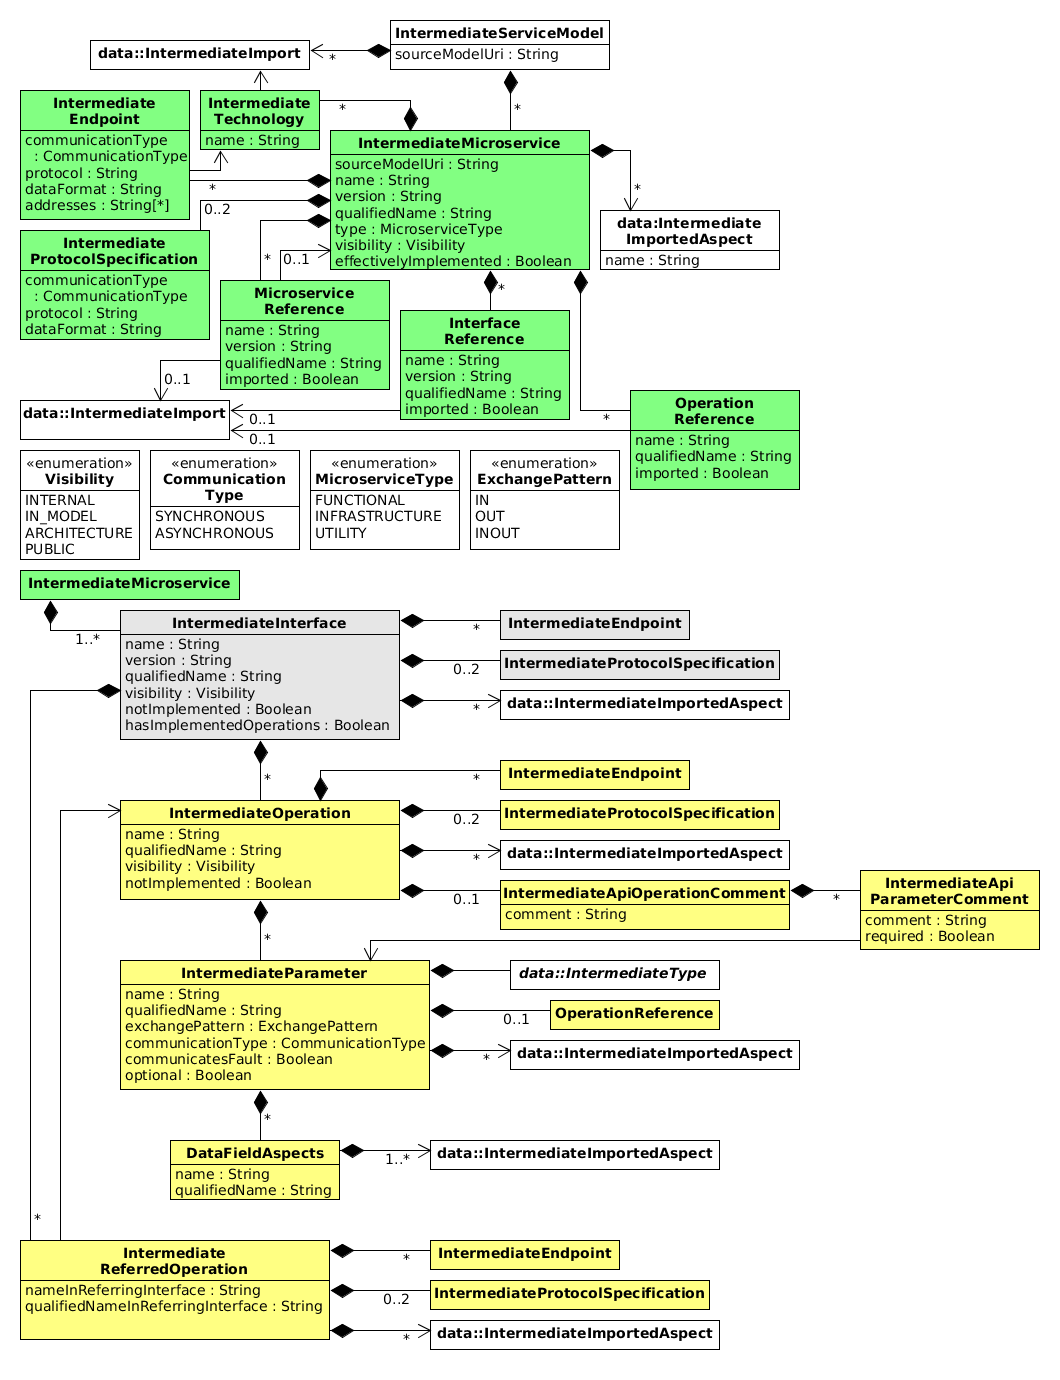 IntermediateServiceModel
sourceModelUri : String
data::IntermediateImport
*
*
Intermediate
Endpoint
communicationType
: CommunicationType
protocol : String
dataFormat : String
addresses : String[*]
Intermediate
Technology
name : String
*
IntermediateMicroservice
sourceModelUri : String
name : String
version : String
qualifiedName : String
type : MicroserviceType
visibility : Visibility
effectivelyImplemented : Boolean
*
*
0..2
*
0..1
data:Intermediate
ImportedAspect
name : String
Intermediate
ProtocolSpecification
communicationType
: CommunicationType
protocol : String
dataFormat : String
Microservice
Reference
name : String
version : String
qualifiedName : String
imported : Boolean
*
Interface
Reference
name : String
version : String
qualifiedName : String
imported : Boolean
0..1
data::IntermediateImport
0..1
0..1
*
Operation
Reference
name : String
qualifiedName : String
imported : Boolean
«enumeration»
Visibility
INTERNAL
IN_MODEL
ARCHITECTURE
PUBLIC
«enumeration»
Communication
Type
SYNCHRONOUS
ASYNCHRONOUS
«enumeration»
MicroserviceType
FUNCTIONAL
INFRASTRUCTURE
UTILITY
«enumeration»
ExchangePattern
IN
OUT
INOUT
IntermediateMicroservice
1..*
IntermediateInterface
name : String
version : String
qualifiedName : String
visibility : Visibility
notImplemented : Boolean
hasImplementedOperations : Boolean
*
IntermediateEndpoint
0..2
IntermediateProtocolSpecification
*
data::IntermediateImportedAspect
*
*
IntermediateEndpoint
IntermediateOperation
name : String
qualifiedName : String
visibility : Visibility
notImplemented : Boolean
0..2
IntermediateProtocolSpecification
*
data::IntermediateImportedAspect
0..1
IntermediateApiOperationComment
comment : String
*
IntermediateApi
ParameterComment
comment : String
required : Boolean
*
IntermediateParameter
name : String
qualifiedName : String
exchangePattern : ExchangePattern
communicationType : CommunicationType
communicatesFault : Boolean
optional : Boolean
data::IntermediateType
0..1
OperationReference
*
data::IntermediateImportedAspect
*
DataFieldAspects
name : String
qualifiedName : String
1..*
data::IntermediateImportedAspect
*
Intermediate
ReferredOperation
nameInReferringInterface : String
qualifiedNameInReferringInterface : String
*
IntermediateEndpoint
0..2
IntermediateProtocolSpecification
*
data::IntermediateImportedAspect